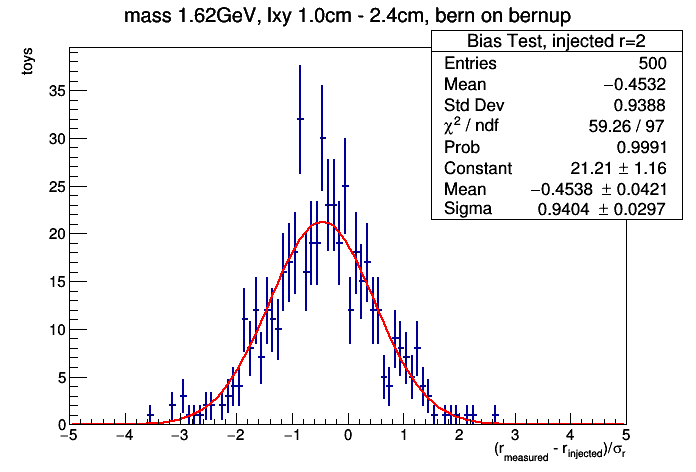 mass 1.62GeV, lxy 1.0cm - 2.4cm, bern on bernup
Bias Test, injected r=2
Entries 500
Mean −0.4532
Std Dev 0.9388
χ² / ndf 59.26 / 97
Prob 0.9991
Constant 21.21 ± 1.16
Mean −0.4538 ± 0.0421
Sigma 0.9404 ± 0.0297
toys
35
30
25
20
15
10
5
0
−5 −4 −3 −2 −1 0 1 2 3 4 5
(r_measured - r_injected)/σ_r